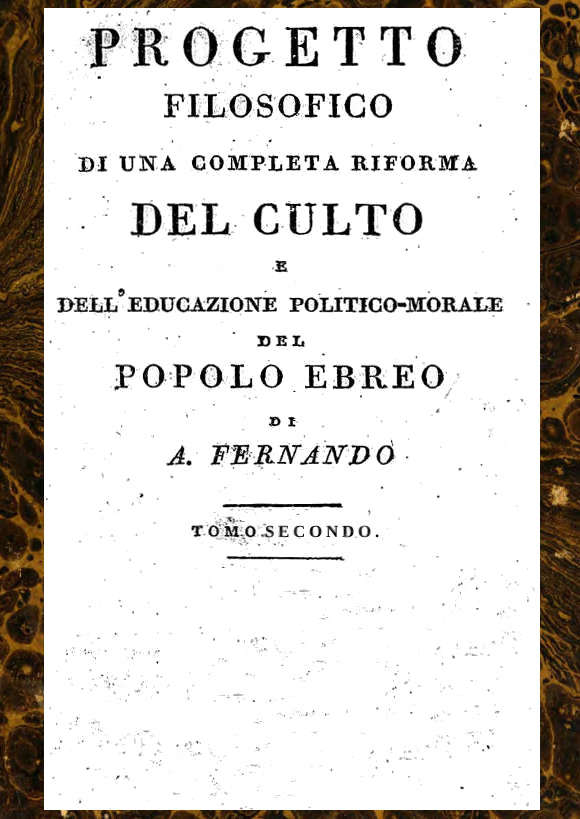 PROGETTO
FILOSOFICO
DI UNA COMPLETA RIFORMA
DEL CULTO
E
DELL'EDUCAZIONE POLITICO-MORALE
DEL
POPOLO EBREO
DI
A. FERNANDO
TOMO SECONDO.